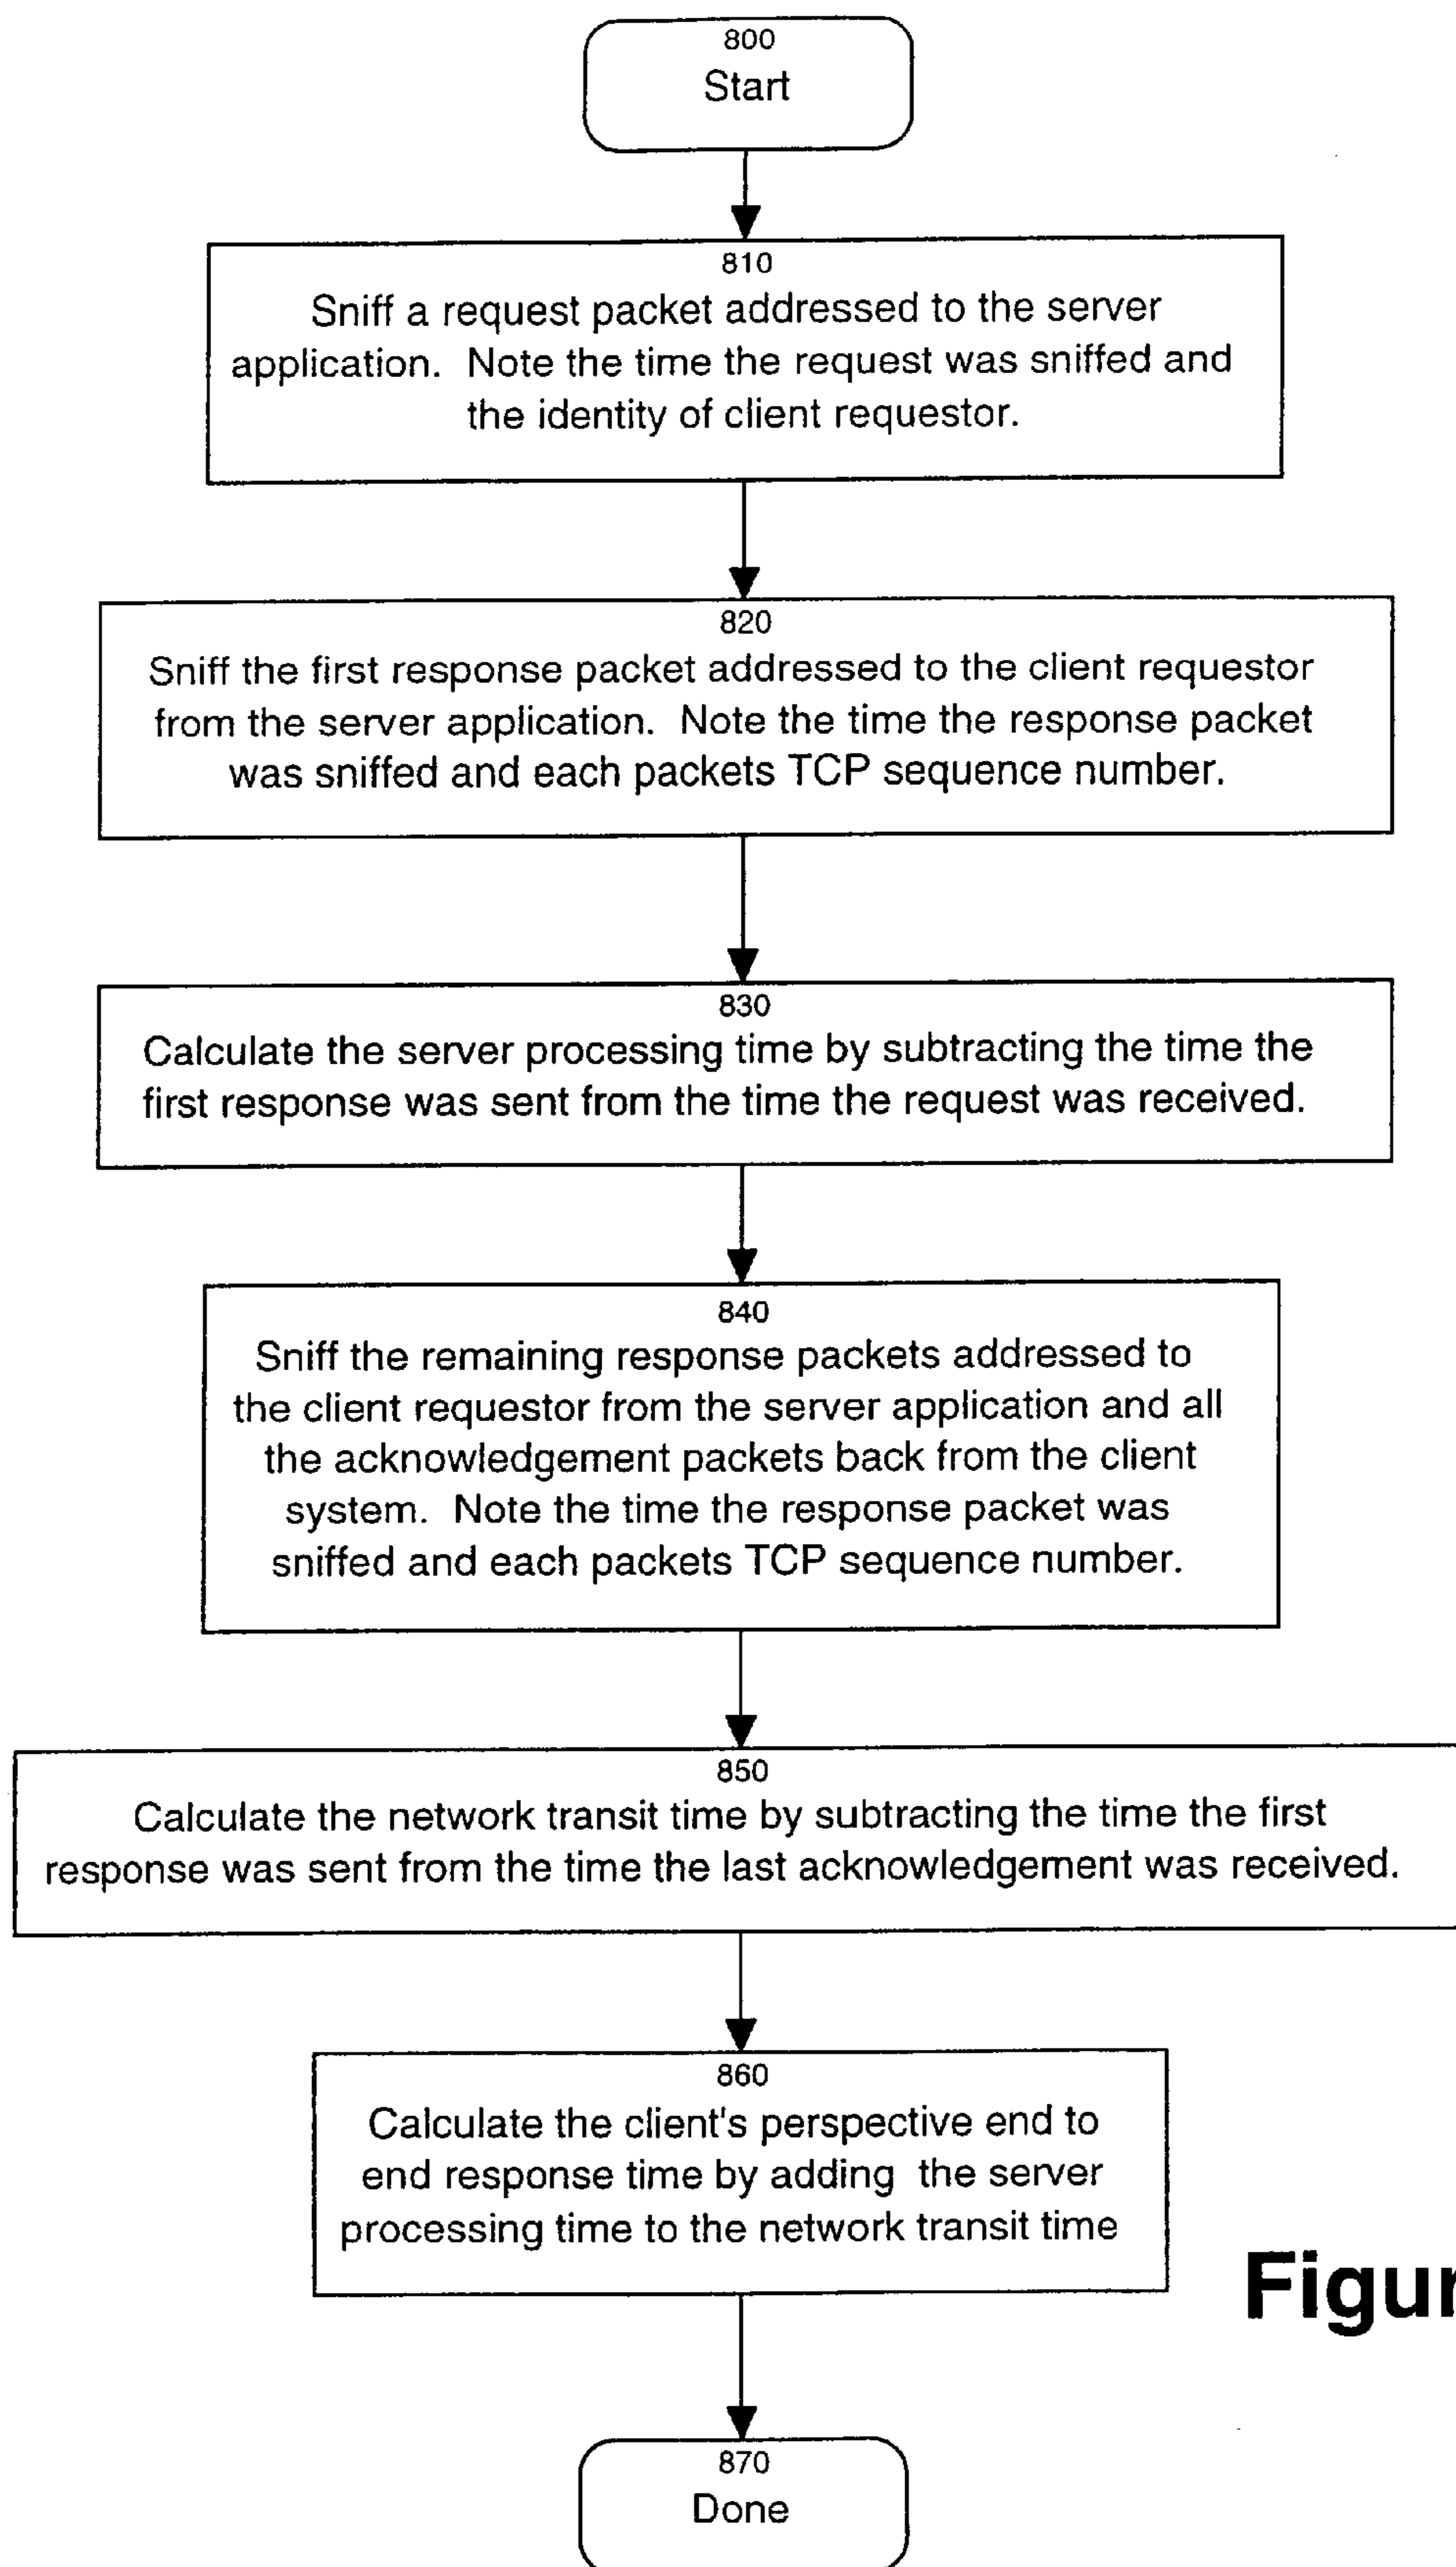 800
Start
810
Sniff a request packet addressed to the server
application.  Note the time the request was sniffed and
the identity of client requestor.
820
Sniff the first response packet addressed to the client requestor
from the server application.  Note the time the response packet
was sniffed and each packets TCP sequence number.
830
Calculate the server processing time by subtracting the time the
first response was sent from the time the request was received.
840
Sniff the remaining response packets addressed to
the client requestor from the server application and all
the acknowledgement packets back from the client
system.  Note the time the response packet was
sniffed and each packets TCP sequence number.
850
Calculate the network transit time by subtracting the time the first
response was sent from the time the last acknowledgement was received.
860
Calculate the client's perspective end to
end response time by adding  the server
processing time to the network transit time
870
Done